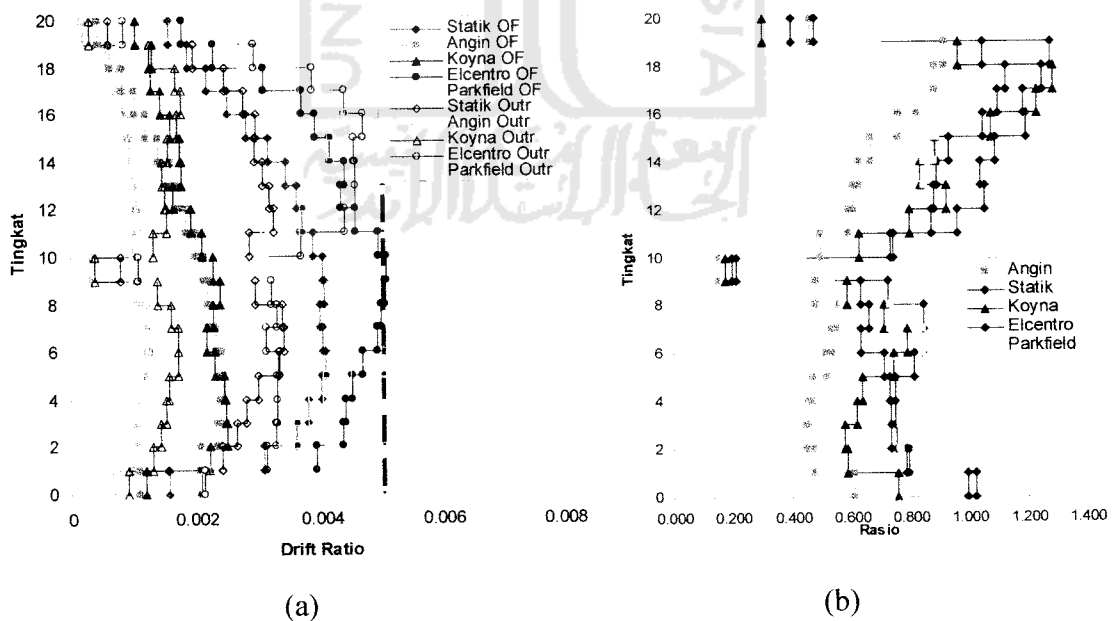 20
18
16
14
12
10
8
6
4
2
0
Tingkat
0
0.002
0.004
0.006
0.008
Drift Ratio
Statik OF
Angin OF
Koyna OF
Elcentro OF
Parkfield OF
Statik Outr
Angin Outr
Koyna Outr
Elcentro Outr
Parkfield Outr
(a)
20
18
16
14
12
10
8
6
4
2
0
Tingkat
0.000
0.200
0.400
0.600
0.800
1.000
1.200
1.400
Rasio
Angin
Statik
Koyna
Elcentro
Parkfield
(b)